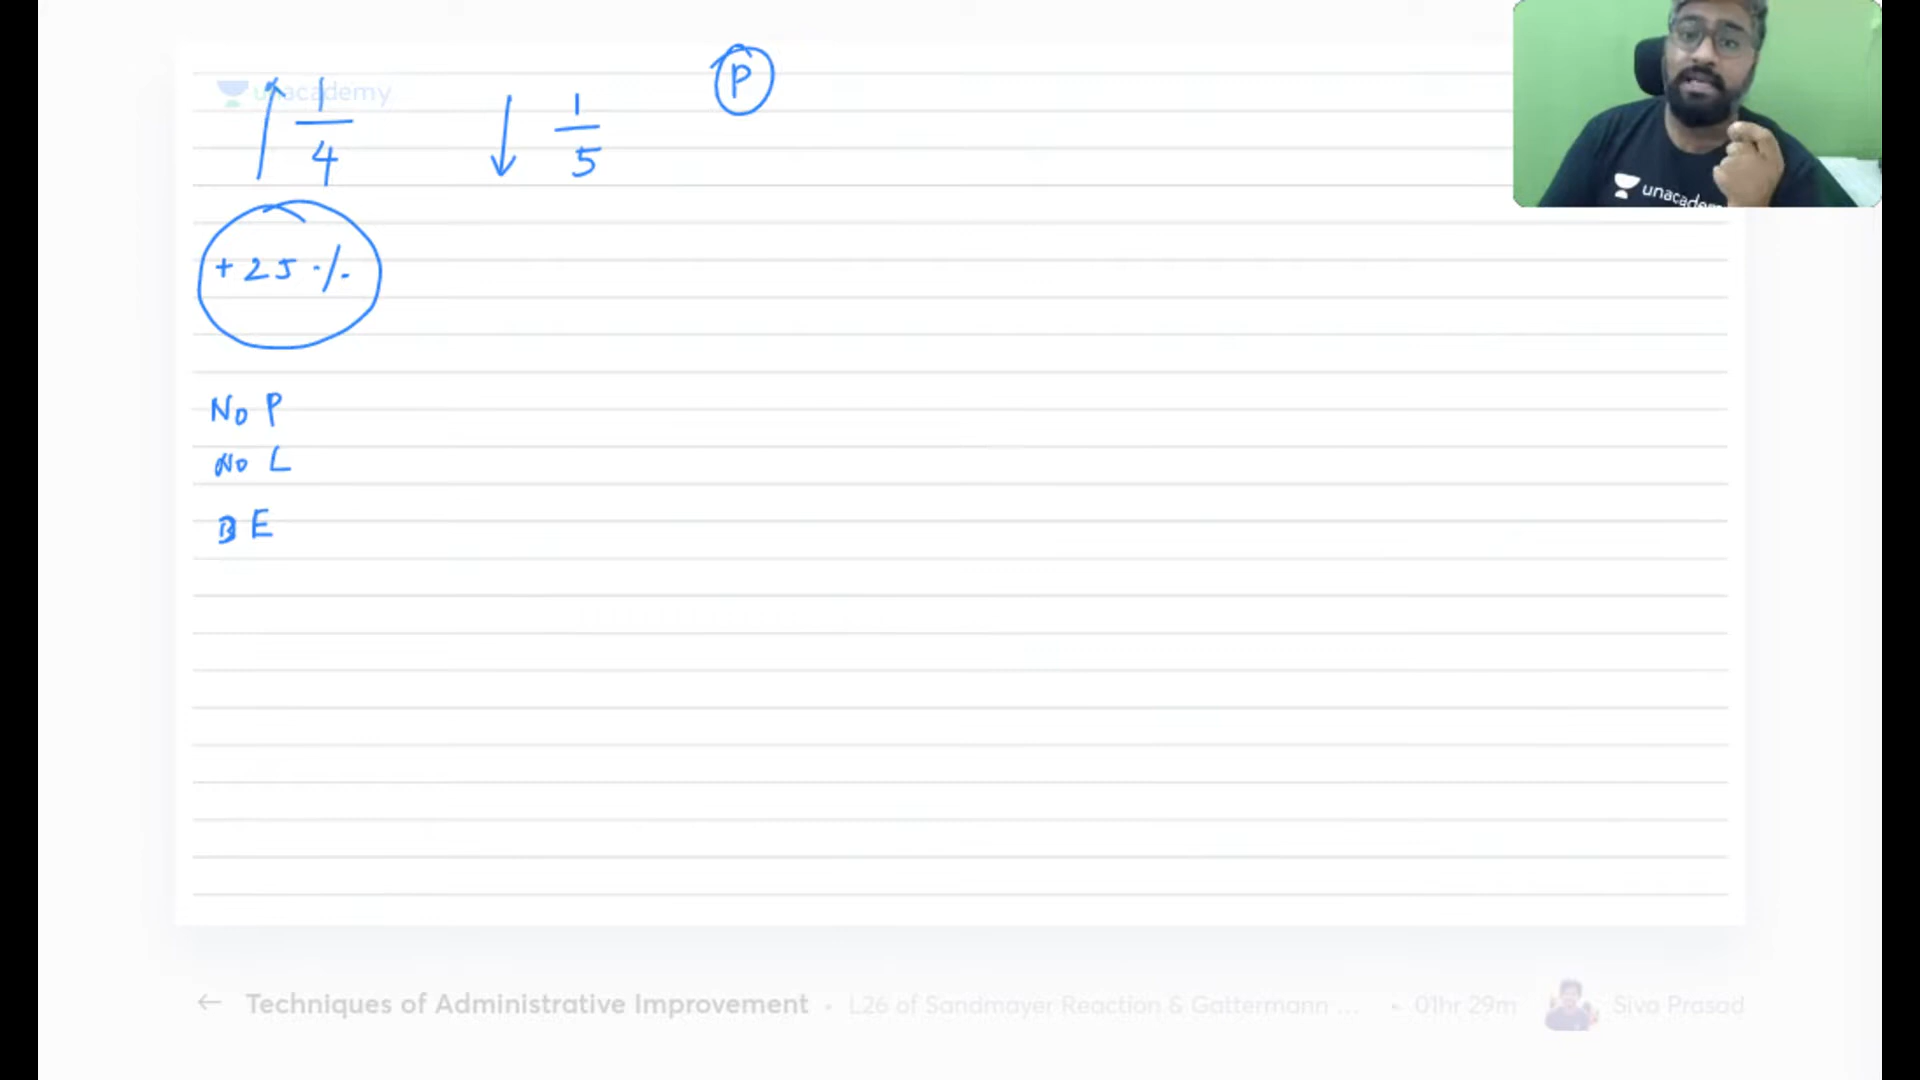 unacademy
↑ 1/4 ↓ 1/5 P
+25 %
No P
No L
BE
unacadem
← Techniques of Administrative Improvement • L26 of Sandmayer Reaction & Gattermann ... • 01hr 29m Siva Prasad